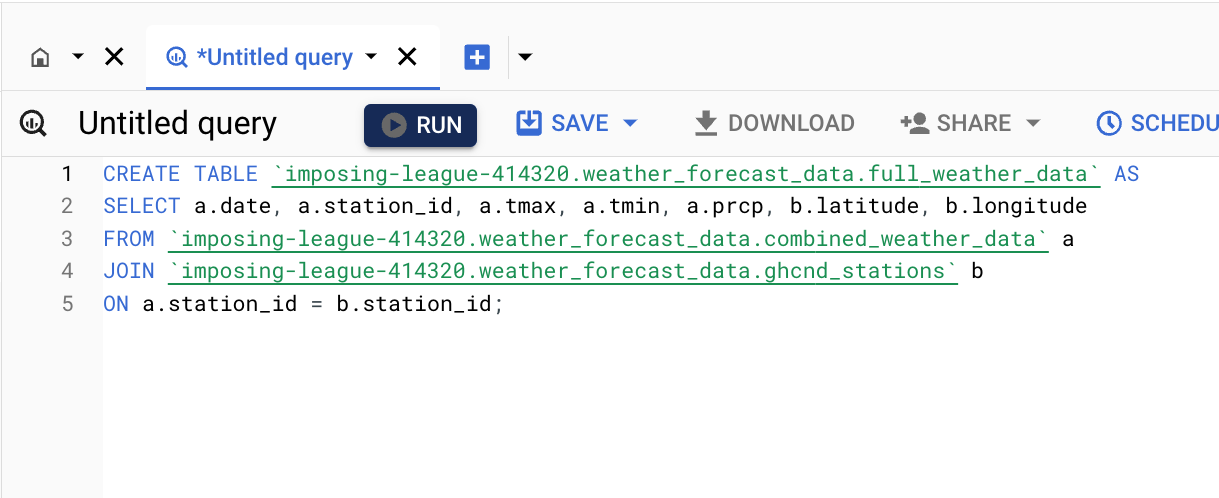 *Untitled query
Untitled query RUN SAVE DOWNLOAD SHARE SCHEDU
1 CREATE TABLE `imposing-league-414320.weather_forecast_data.full_weather_data` AS
2 SELECT a.date, a.station_id, a.tmax, a.tmin, a.prcp, b.latitude, b.longitude
3 FROM `imposing-league-414320.weather_forecast_data.combined_weather_data` a
4 JOIN `imposing-league-414320.weather_forecast_data.ghcnd_stations` b
5 ON a.station_id = b.station_id;